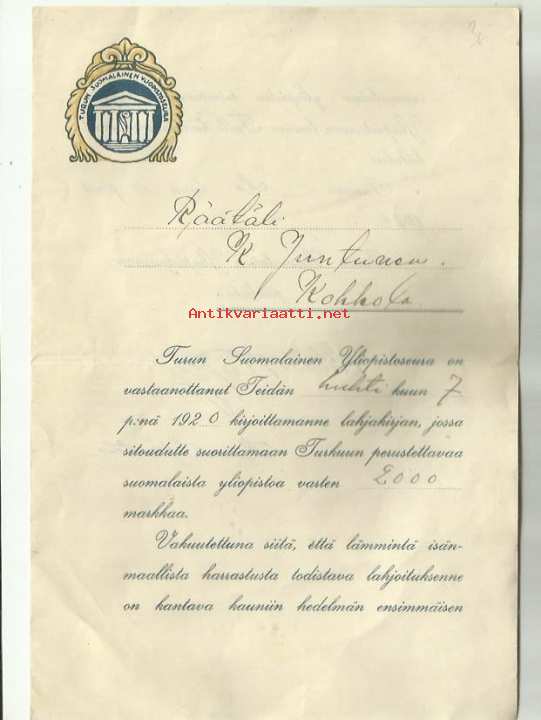 TURUN SUOMALAINEN YLIOPISTOSEURA
Räätäli
K Juntunen.
Kokkola
Antikvariaatti.net
Turun Suomalainen Yliopistoseura on
vastaanottanut Teidän huhti kuun 7
p:nä 1920 kirjoittamanne lahjakirjan, jossa
sitoudutte suorittamaan Turkuun perustettavaa
suomalaista yliopistoa varten 2000
markkaa.
Vakuutettuna siitä, että lämmintä isän-
maallista harrastusta todistava lahjoituksenne
on kantava kauniin hedelmän ensimmäisen